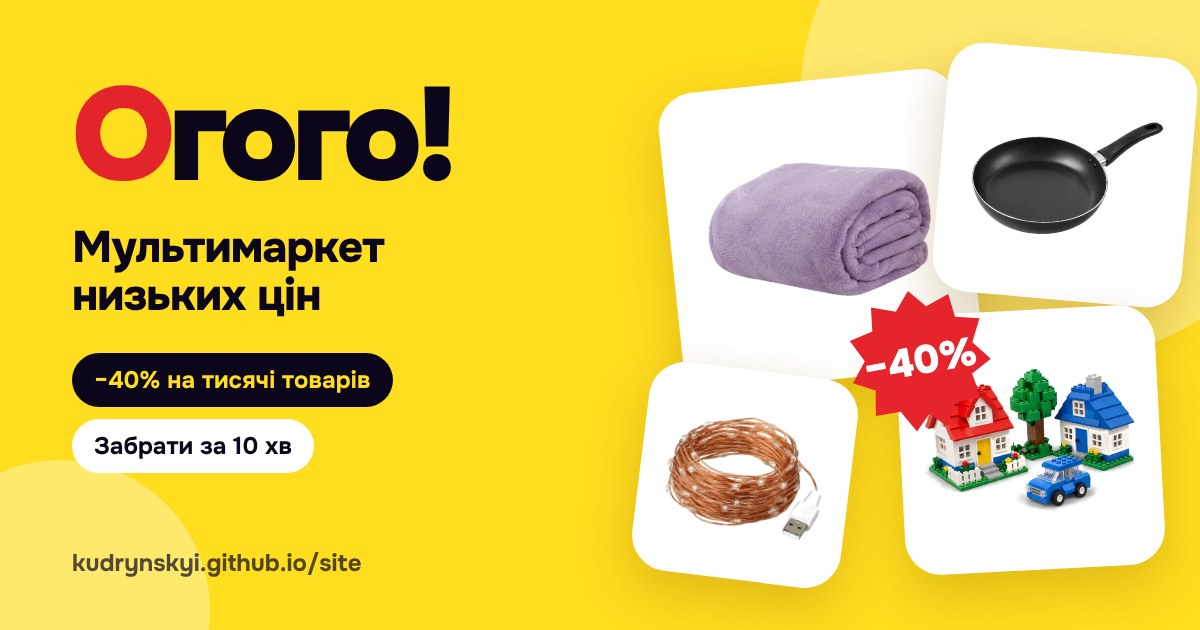 Огого!
Мультимаркет
низьких цін
−40% на тисячі товарів
Забрати за 10 хв
kudrynskyi.github.io/site
−40%